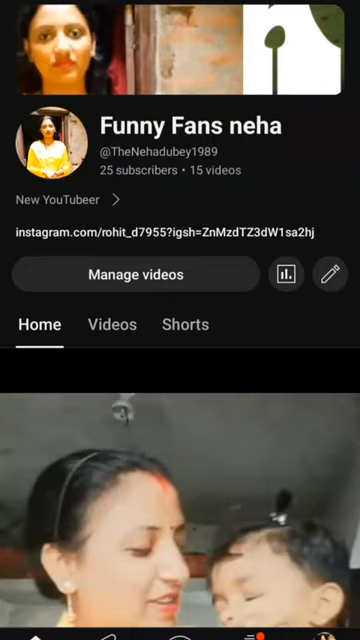 Funny Fans neha
@TheNehadubey1989
25 subscribers • 15 videos
New YouTubeer
instagram.com/rohit_d7955?igsh=ZnMzdTZ3dW1sa2hj
Manage videos
Home Videos Shorts